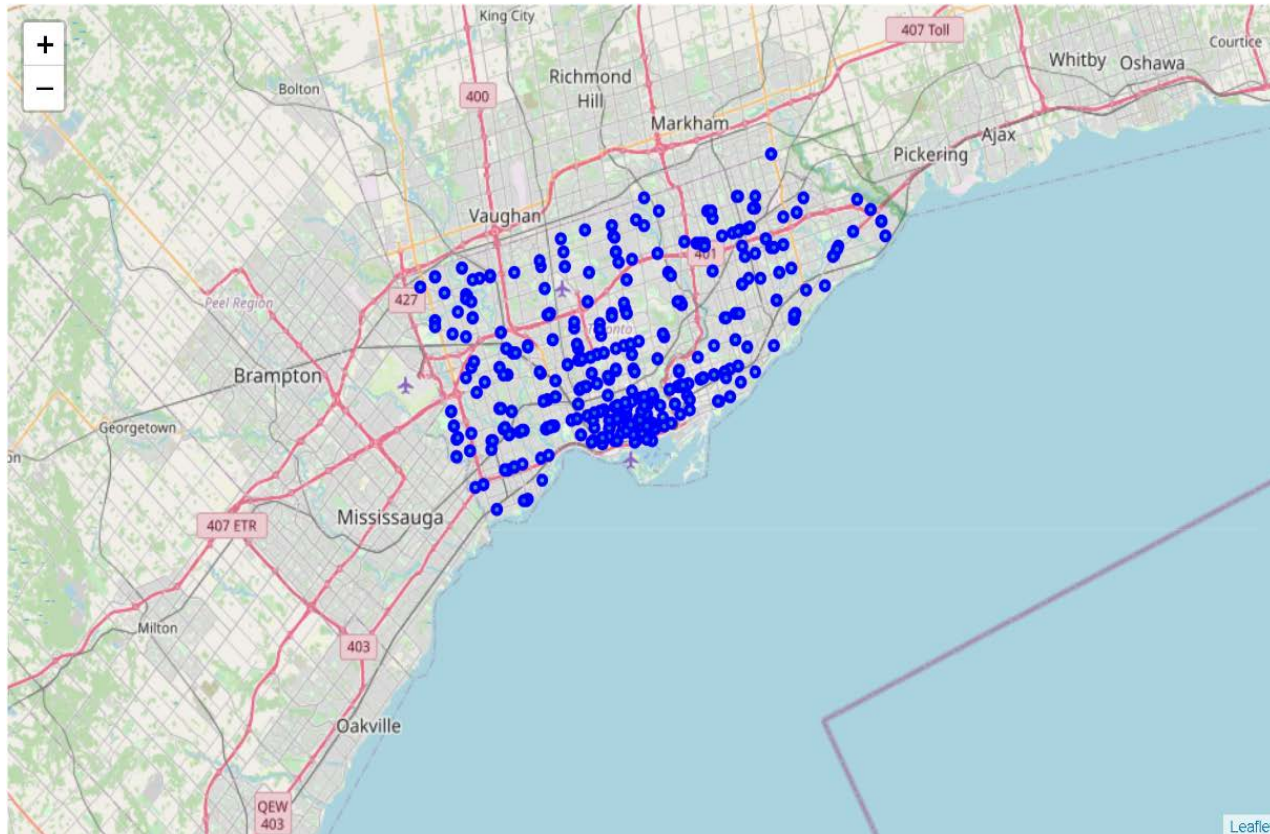 King City
407 Toll
Courtice
+
−
Whitby
Oshawa
Richmond
Hill
Bolton
400
Markham
Ajax
Pickering
Vaughan
401
427
Peel Region
Toronto
Brampton
Georgetown
on
Mississauga
407 ETR
Milton
403
Oakville
QEW
403
Leafle